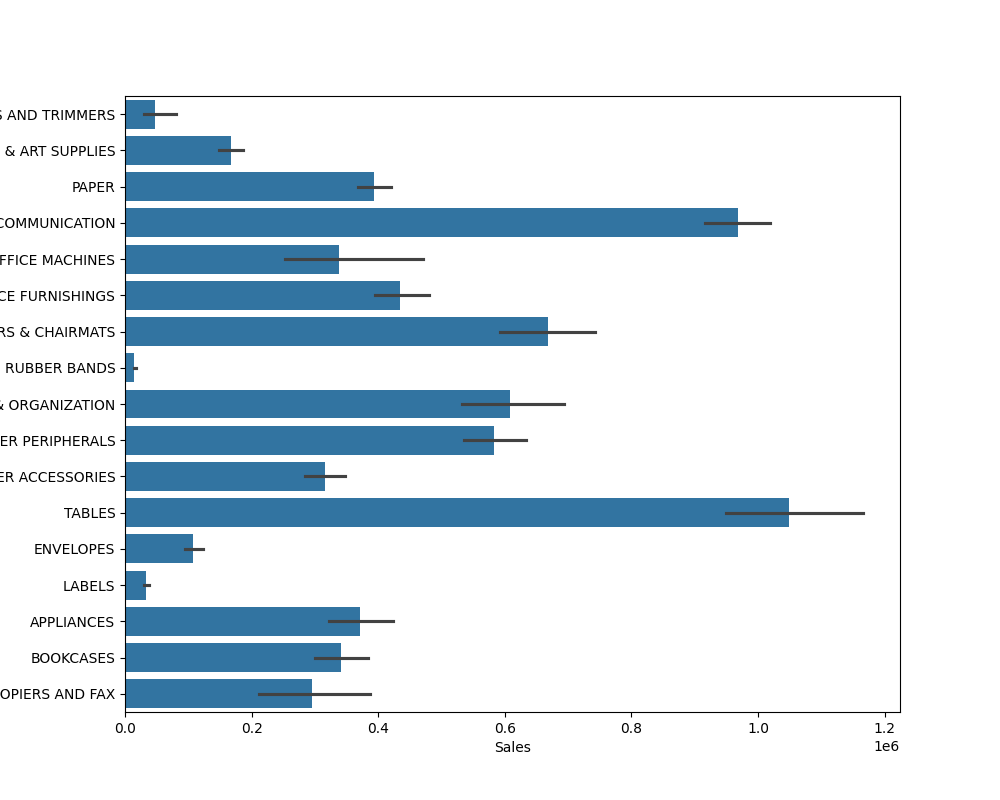 S AND TRIMMERS
& ART SUPPLIES
PAPER
COMMUNICATION
FFICE MACHINES
CE FURNISHINGS
RS & CHAIRMATS
RUBBER BANDS
& ORGANIZATION
ER PERIPHERALS
ER ACCESSORIES
TABLES
ENVELOPES
LABELS
APPLIANCES
BOOKCASES
OPIERS AND FAX
0.0 0.2 0.4 0.6 0.8 1.0 1.2
1e6
Sales